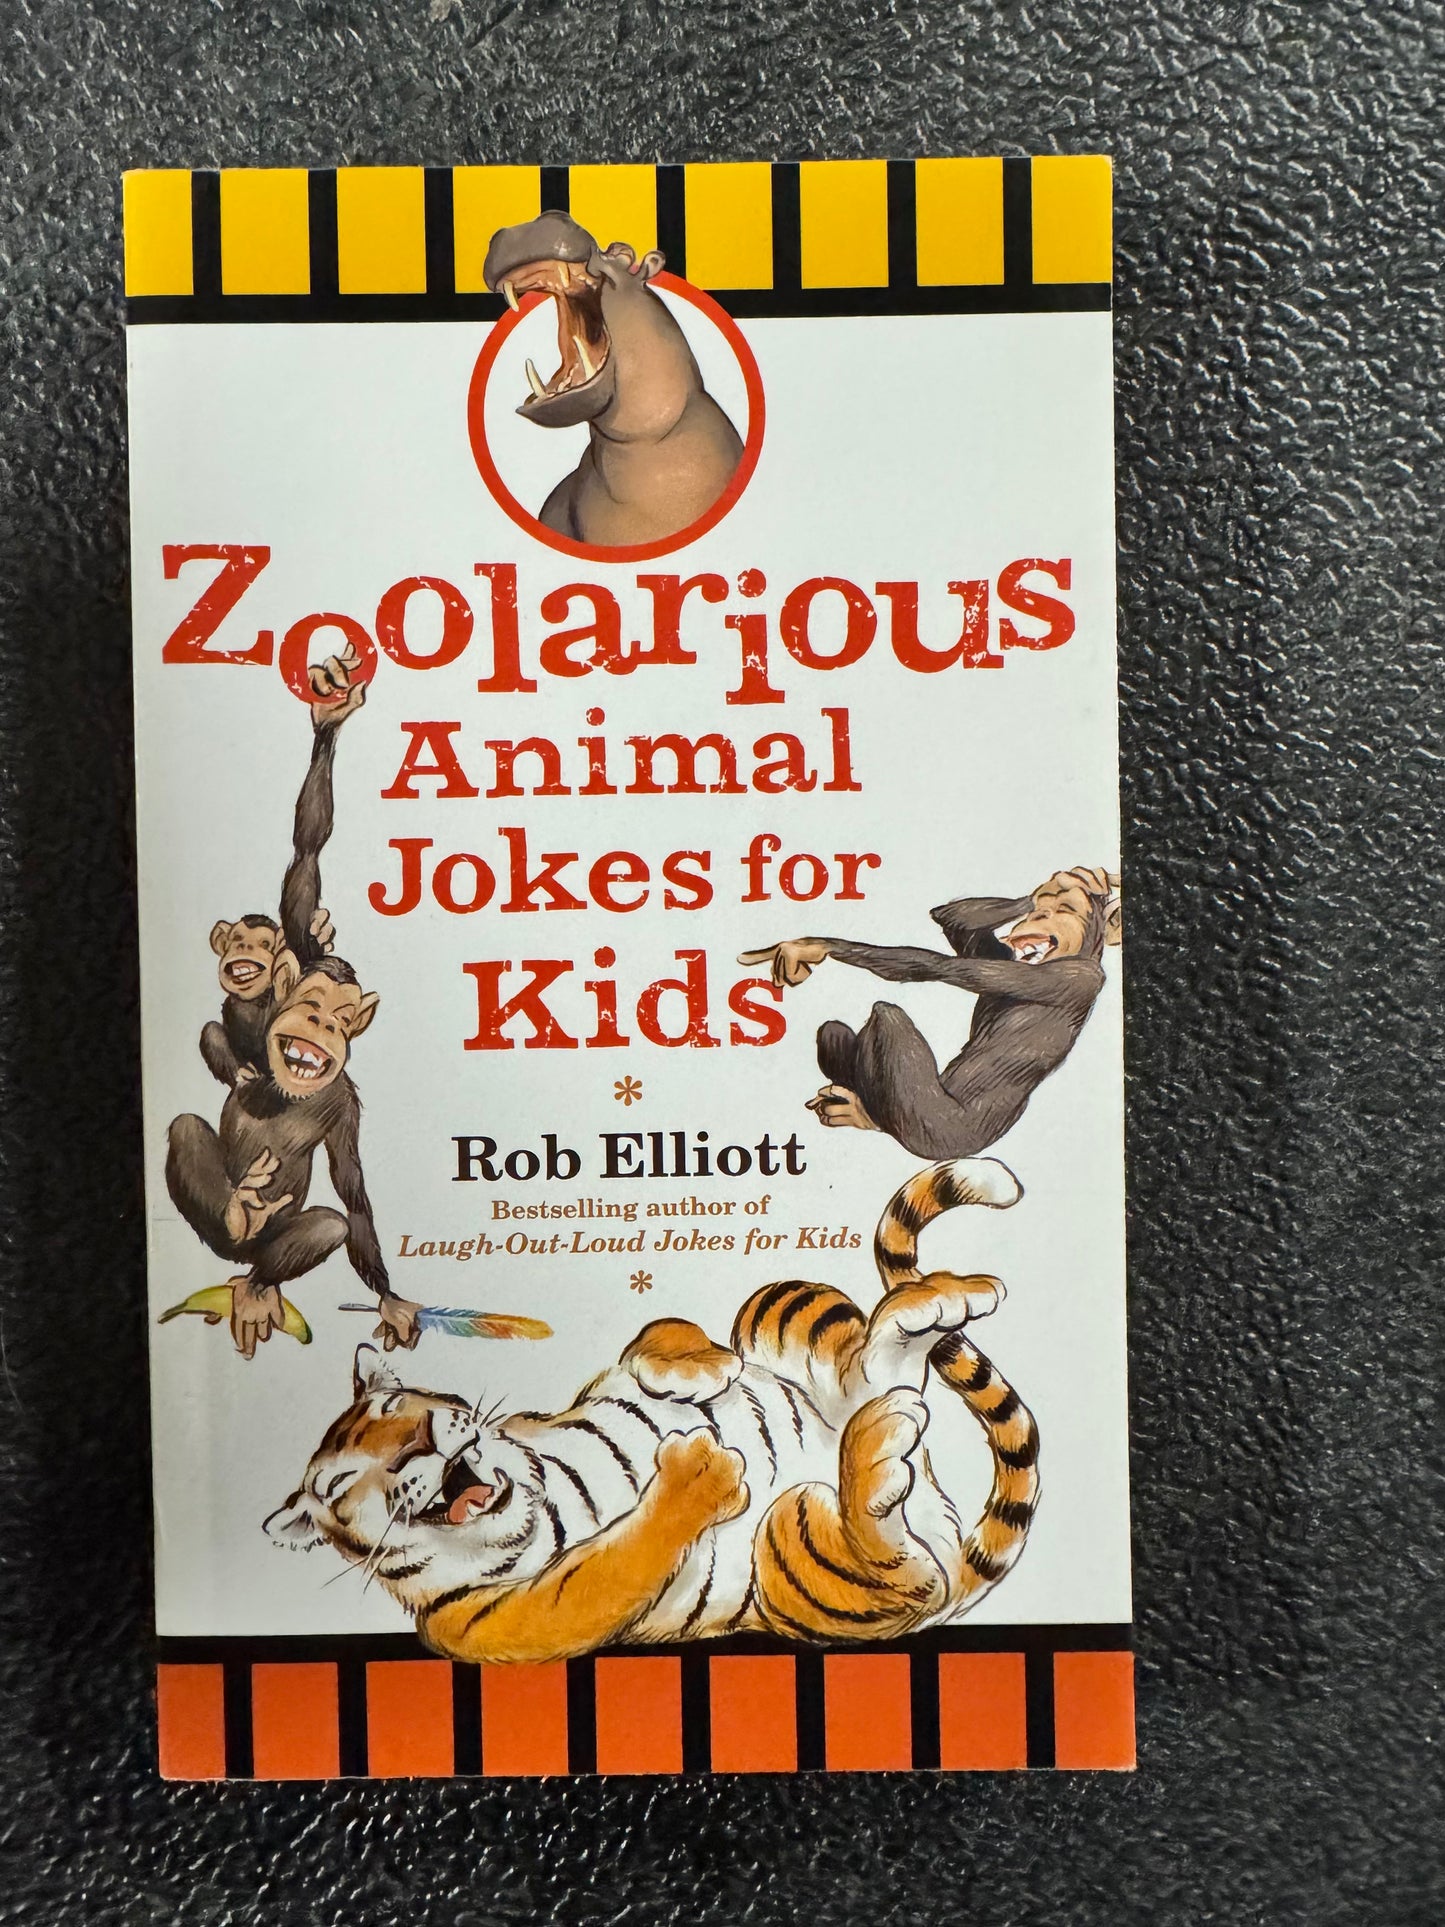 Zoolarious
Animal
Jokes for
Kids
*
Rob Elliott
Bestselling author of
Laugh-Out-Loud Jokes for Kids
*